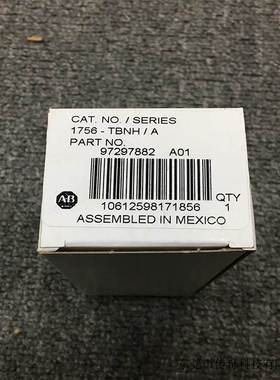 CAT. NO. / SERIES
1756 - TBNH / A
PART NO.
97297882 A01
AB
QTY
10612598171856 1
ASSEMBLED IN MEXICO